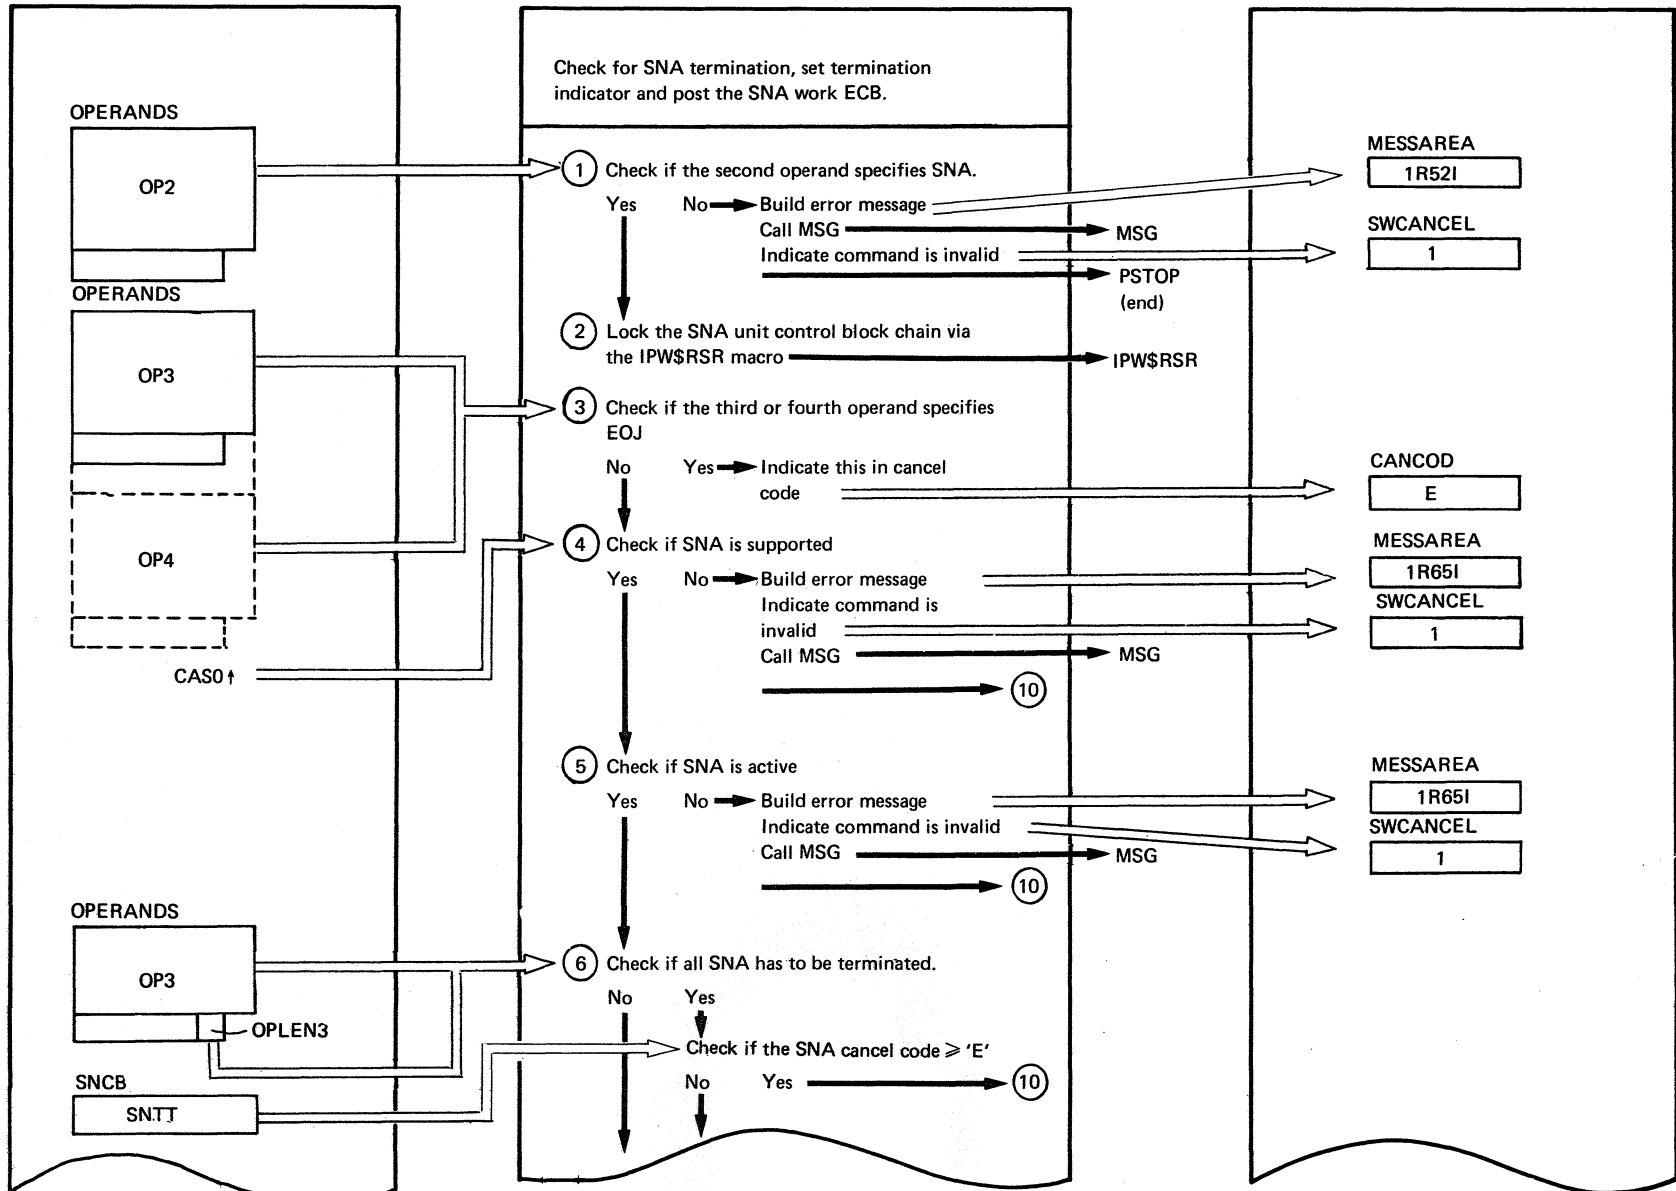 Check for SNA termination, set termination
indicator and post the SNA work ECB.
OPERANDS
OP2
1 Check if the second operand specifies SNA.
Yes No Build error message
Call MSG MSG
Indicate command is invalid
PSTOP
(end)
MESSAREA
1R52I
SWCANCEL
1
OPERANDS
OP3
OP4
2 Lock the SNA unit control block chain via
the IPW$RSR macro IPW$RSR
3 Check if the third or fourth operand specifies
EOJ
No Yes Indicate this in cancel
code
CANCOD
E
CAS0
4 Check if SNA is supported
Yes No Build error message
Indicate command is
invalid
Call MSG MSG
10
MESSAREA
1R65I
SWCANCEL
1
5 Check if SNA is active
Yes No Build error message
Indicate command is invalid
Call MSG MSG
10
MESSAREA
1R65I
SWCANCEL
1
OPERANDS
OP3
OPLEN3
6 Check if all SNA has to be terminated.
No Yes
SNCB
SNTT
Check if the SNA cancel code ⩾ 'E'
No Yes 10